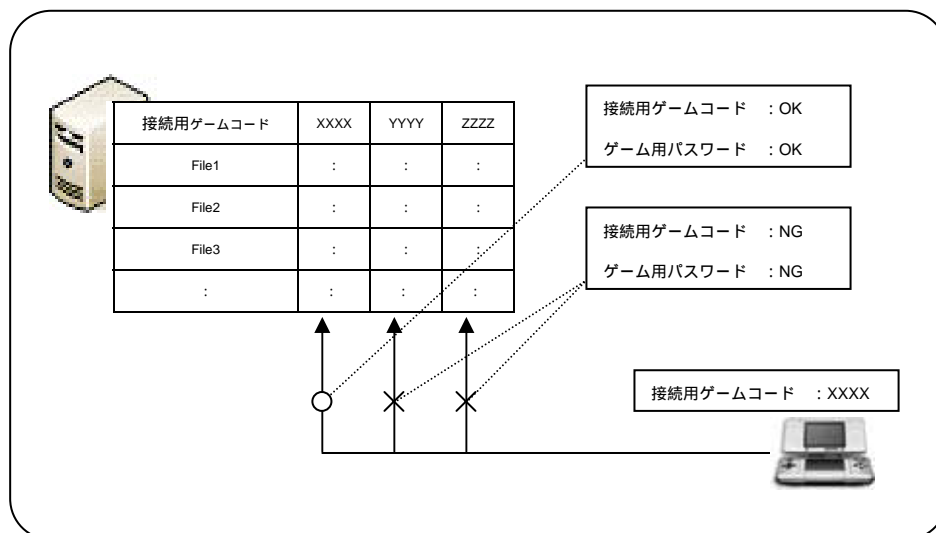 接続用ゲームコード XXXX YYYY ZZZZ
File1 : : :
File2 : : :
File3 : : :
: : : :
接続用ゲームコード : OK
ゲーム用パスワード : OK
接続用ゲームコード : NG
ゲーム用パスワード : NG
接続用ゲームコード : XXXX